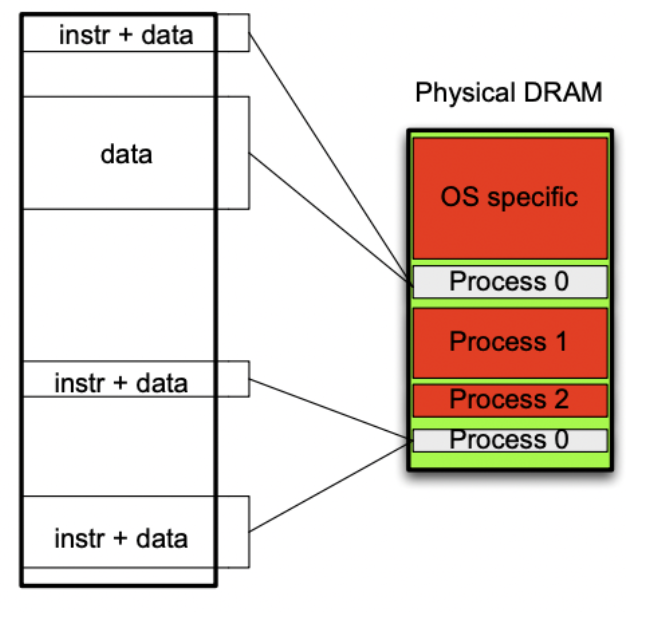 instr + data
data
instr + data
instr + data
Physical DRAM
OS specific
Process 0
Process 1
Process 2
Process 0